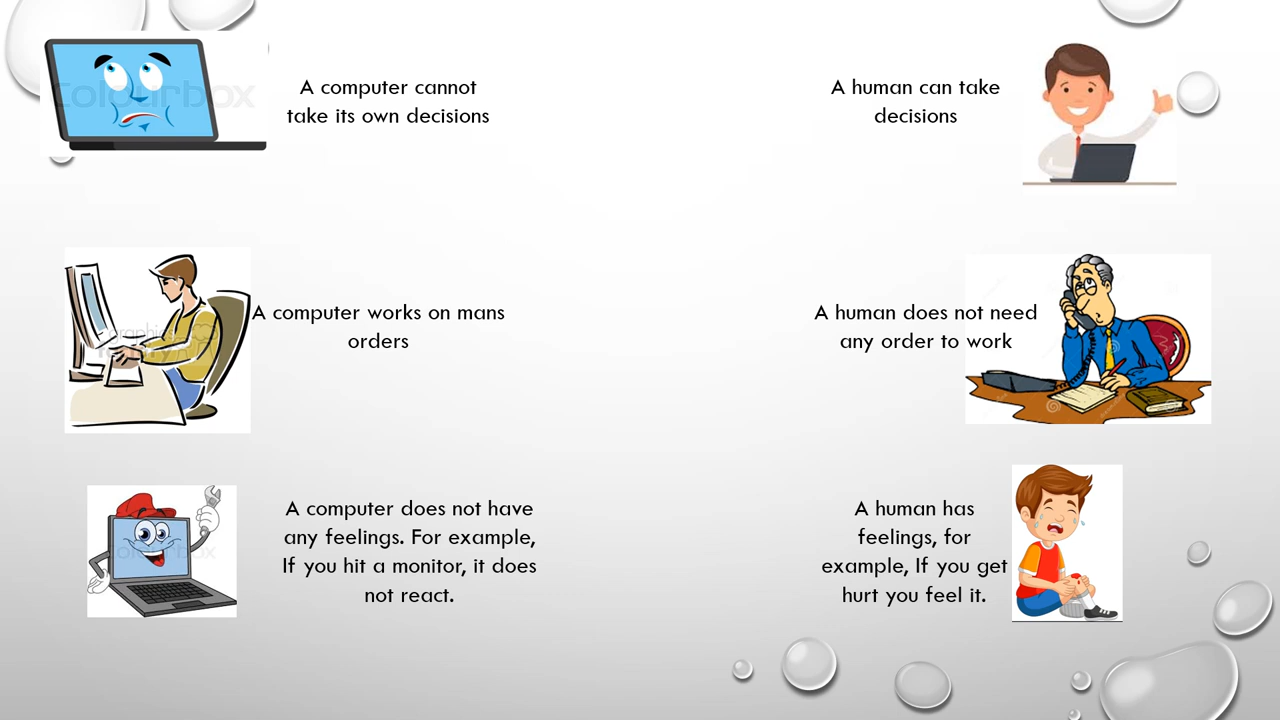 A computer cannot
take its own decisions
A human can take
decisions
A computer works on mans
orders
A human does not need
any order to work
A computer does not have
any feelings. For example,
If you hit a monitor, it does
not react.
A human has
feelings, for
example, If you get
hurt you feel it.